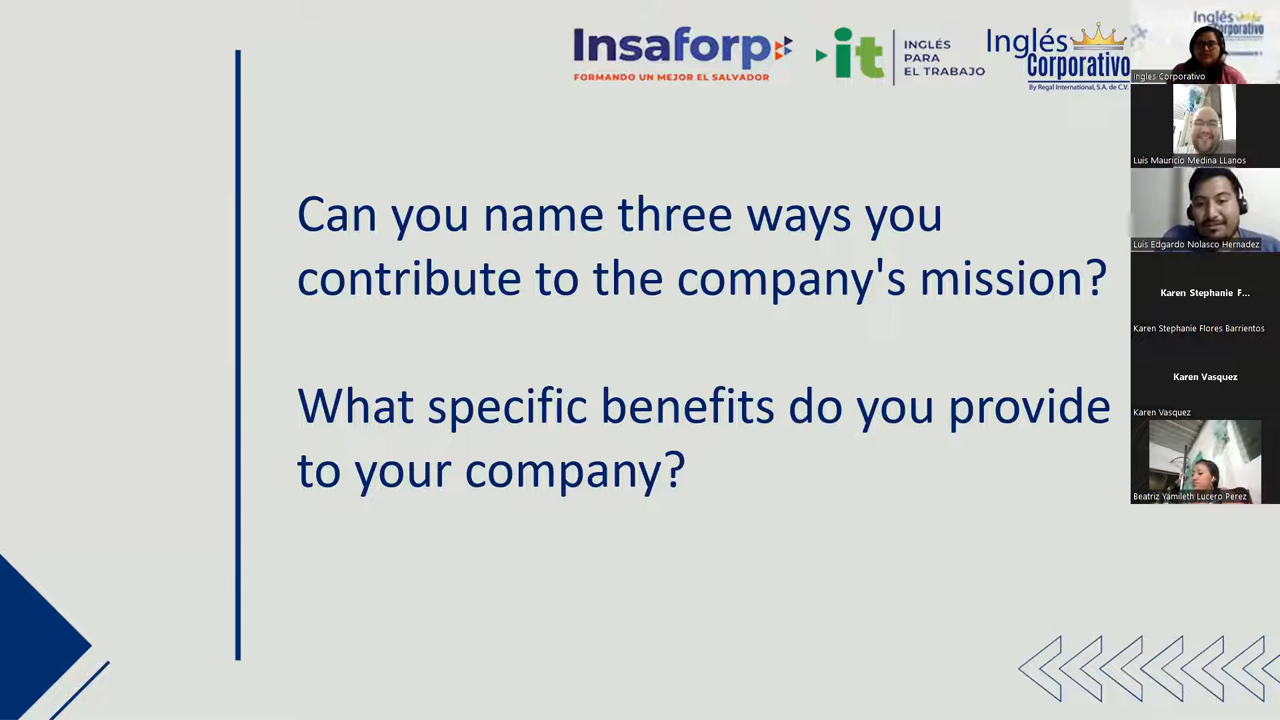 Insaforp
FORMANDO UN MEJOR EL SALVADOR
it
INGLÉS
PARA
EL TRABAJO
Inglés
Corporativo
By Regal International, S.A. de C.V.
Can you name three ways you
contribute to the company's mission?
What specific benefits do you provide
to your company?
Inglés
Corporativo
Ingles Corporativo
Luis Mauricio Medina LLanos
Luis Edgardo Nolasco Hernadez
Karen Stephanie F...
Karen Stephanie Flores Barrientos
Karen Vasquez
Karen Vasquez
Beatriz Yamileth Lucero Perez